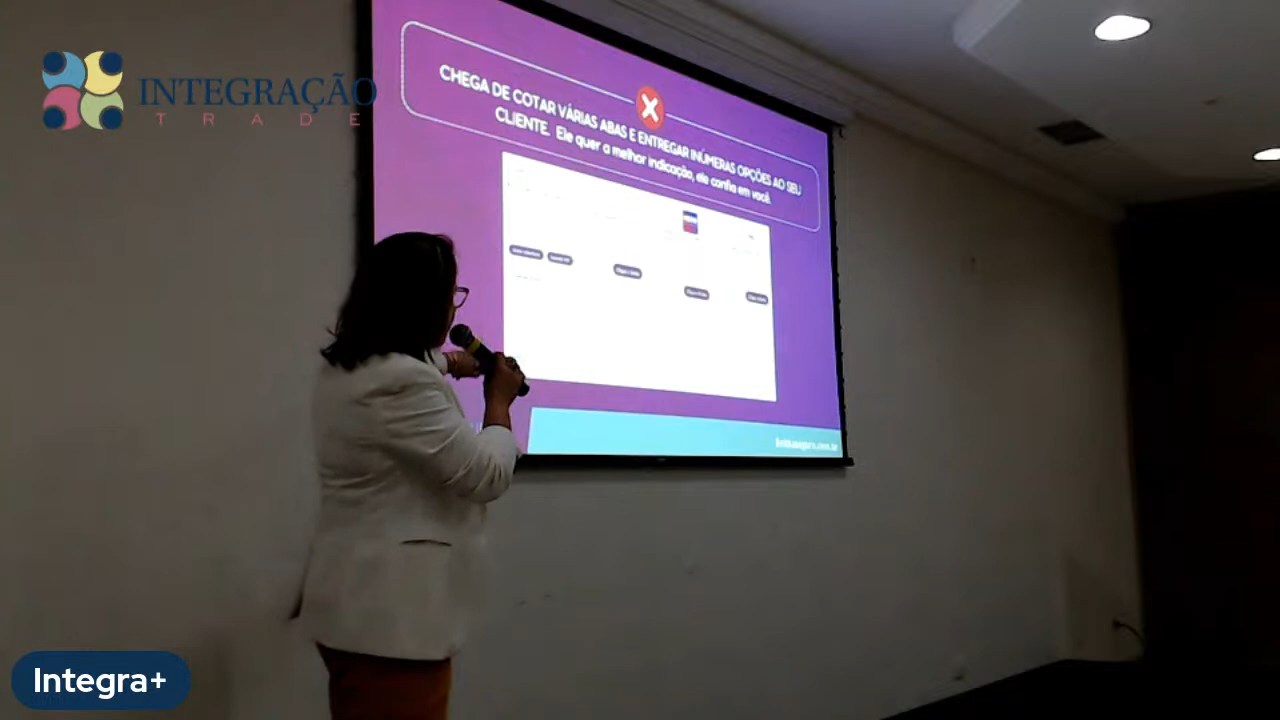 INTEGRAÇÃO
TRADE
CHEGA DE COTAR VÁRIAS ABAS E ENTREGAR INÚMERAS OPÇÕES AO SEU
CLIENTE. Ele quer a melhor indicação, ele confia em você.
Integra+